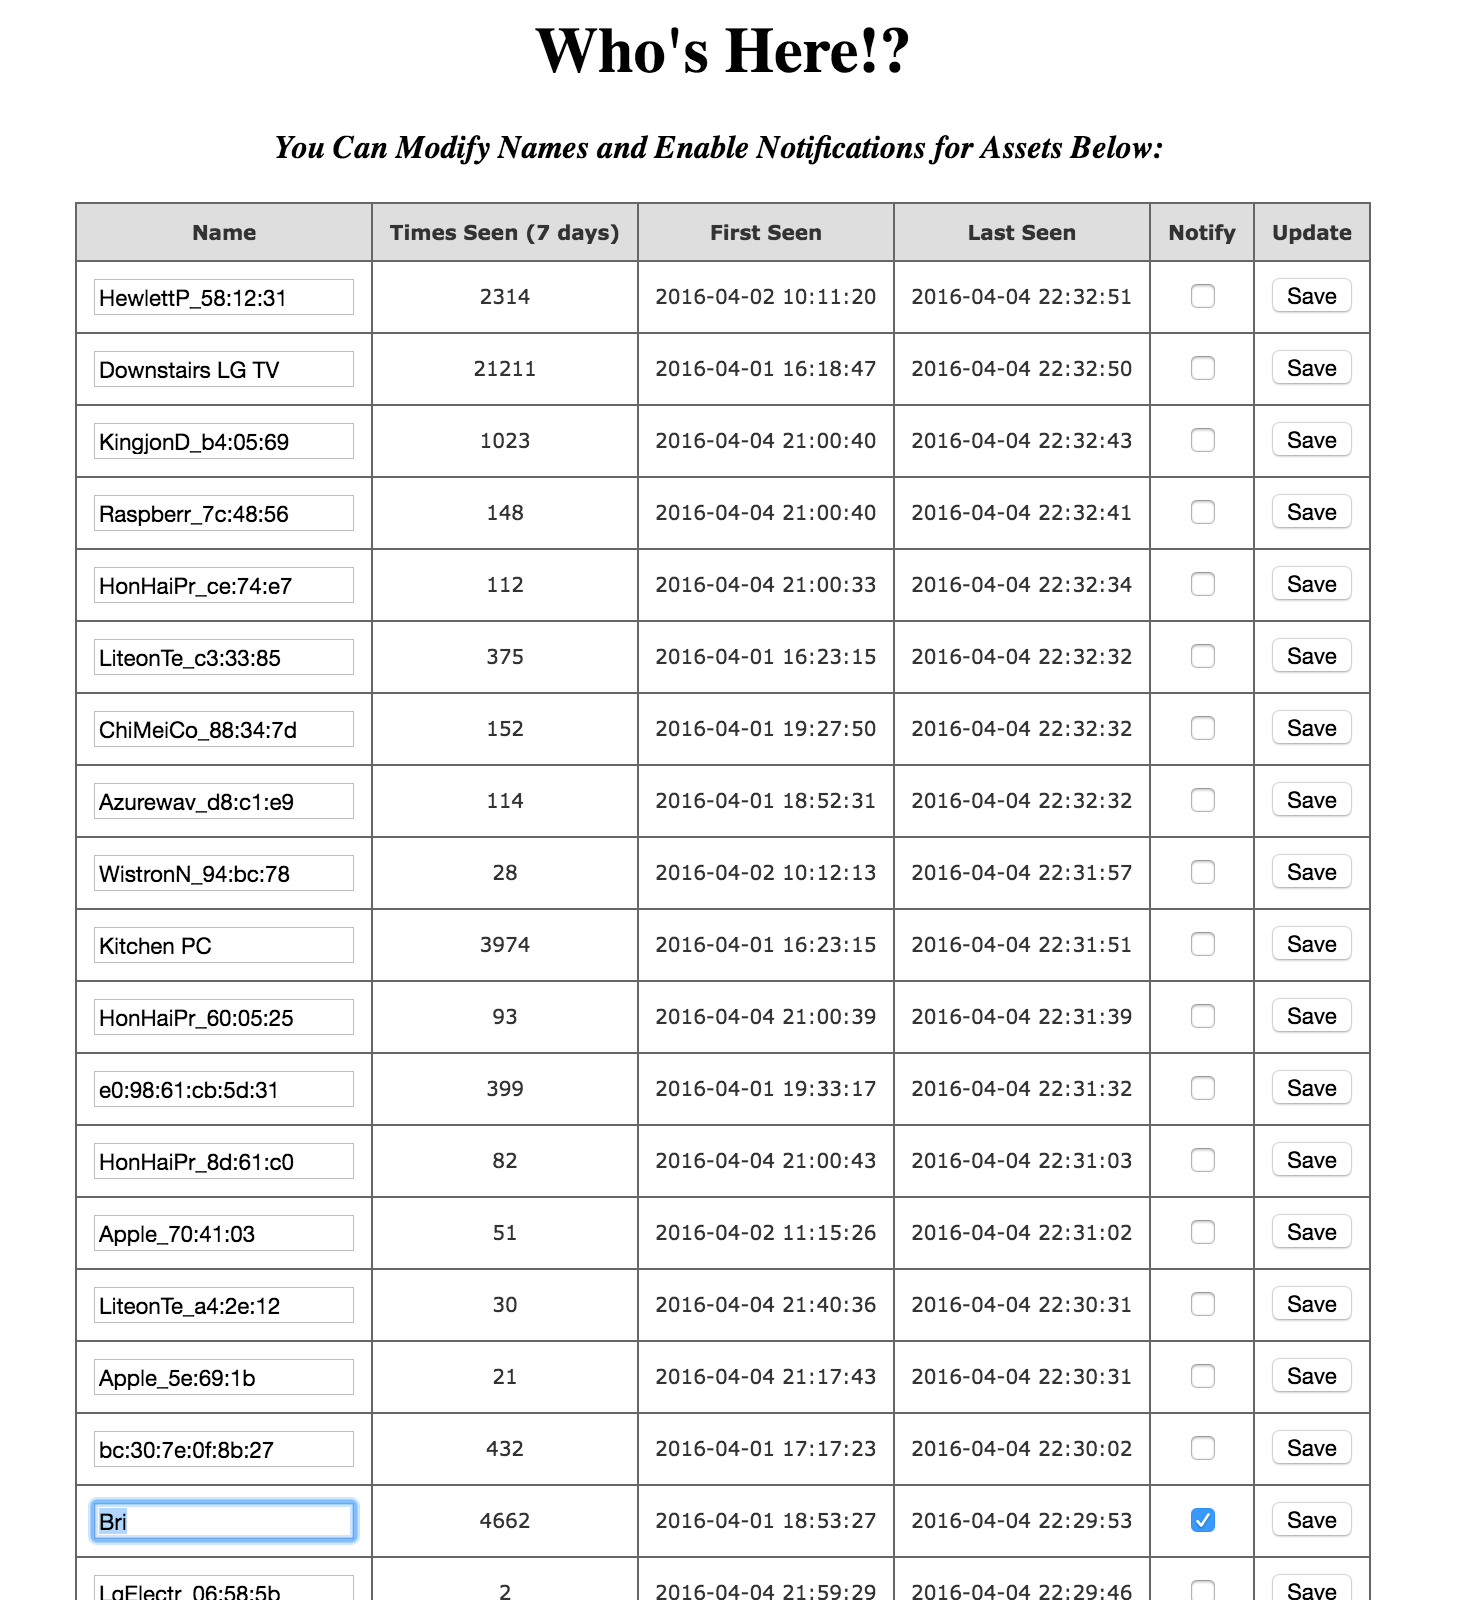 Who's Here!?
You Can Modify Names and Enable Notifications for Assets Below:
Name Times Seen (7 days) First Seen Last Seen Notify Update
HewlettP_58:12:31 2314 2016-04-02 10:11:20 2016-04-04 22:32:51 Save
Downstairs LG TV 21211 2016-04-01 16:18:47 2016-04-04 22:32:50 Save
KingjonD_b4:05:69 1023 2016-04-04 21:00:40 2016-04-04 22:32:43 Save
Raspberr_7c:48:56 148 2016-04-04 21:00:40 2016-04-04 22:32:41 Save
HonHaiPr_ce:74:e7 112 2016-04-04 21:00:33 2016-04-04 22:32:34 Save
LiteonTe_c3:33:85 375 2016-04-01 16:23:15 2016-04-04 22:32:32 Save
ChiMeiCo_88:34:7d 152 2016-04-01 19:27:50 2016-04-04 22:32:32 Save
Azurewav_d8:c1:e9 114 2016-04-01 18:52:31 2016-04-04 22:32:32 Save
WistronN_94:bc:78 28 2016-04-02 10:12:13 2016-04-04 22:31:57 Save
Kitchen PC 3974 2016-04-01 16:23:15 2016-04-04 22:31:51 Save
HonHaiPr_60:05:25 93 2016-04-04 21:00:39 2016-04-04 22:31:39 Save
e0:98:61:cb:5d:31 399 2016-04-01 19:33:17 2016-04-04 22:31:32 Save
HonHaiPr_8d:61:c0 82 2016-04-04 21:00:43 2016-04-04 22:31:03 Save
Apple_70:41:03 51 2016-04-02 11:15:26 2016-04-04 22:31:02 Save
LiteonTe_a4:2e:12 30 2016-04-04 21:40:36 2016-04-04 22:30:31 Save
Apple_5e:69:1b 21 2016-04-04 21:17:43 2016-04-04 22:30:31 Save
bc:30:7e:0f:8b:27 432 2016-04-01 17:17:23 2016-04-04 22:30:02 Save
Bri 4662 2016-04-01 18:53:27 2016-04-04 22:29:53 Save
LgElectr_06:58:5b 2 2016-04-04 21:59:29 2016-04-04 22:29:46 Save